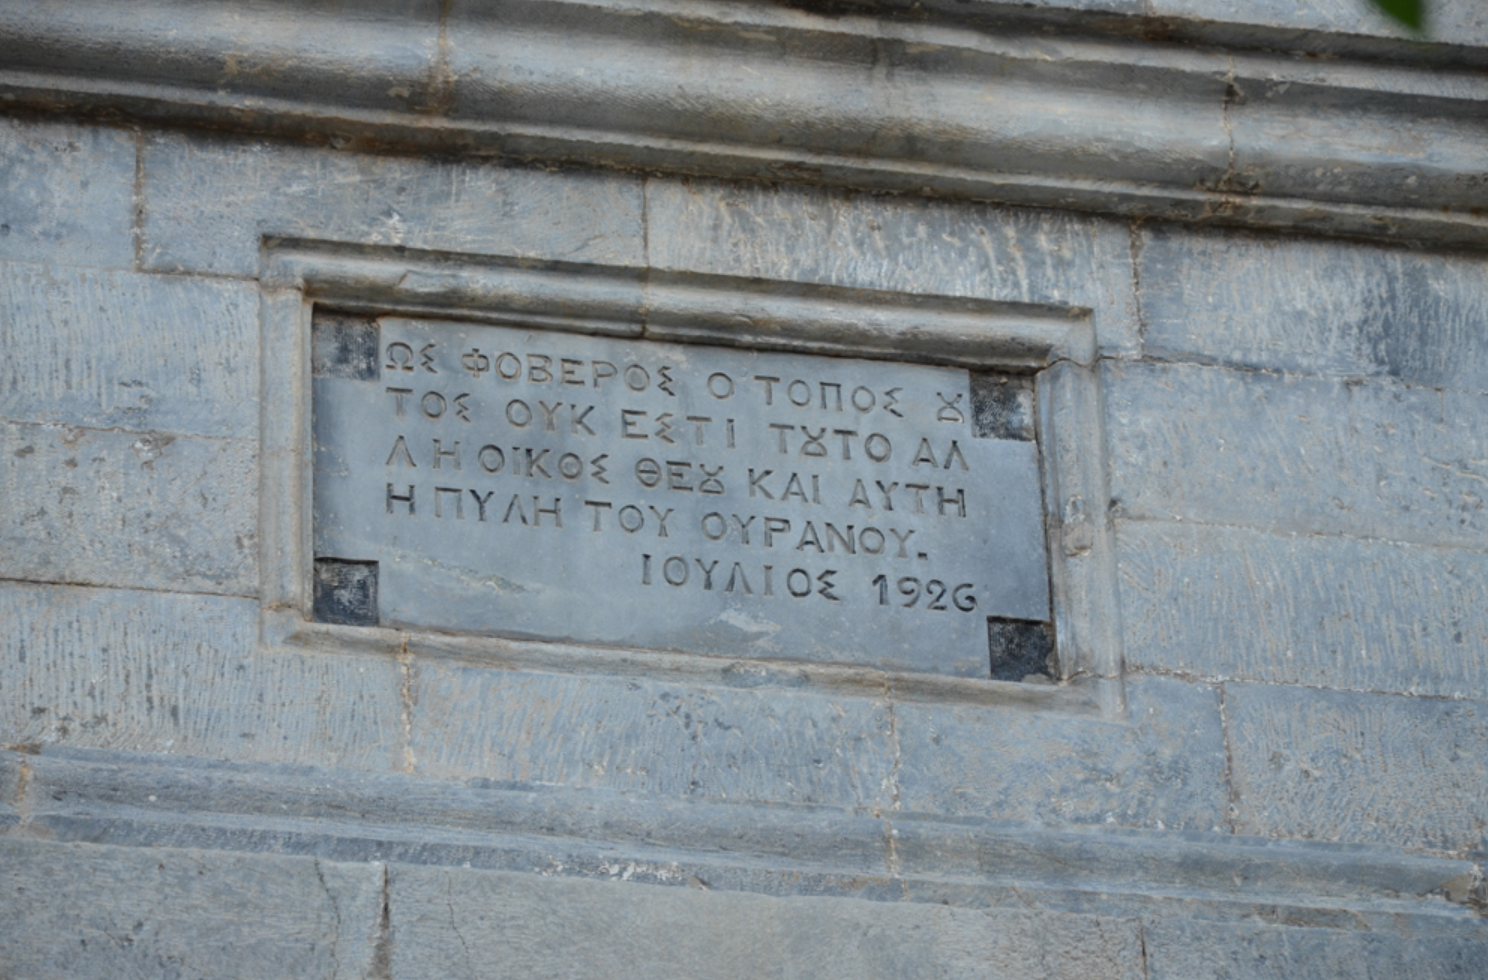 ΩΣ ΦΟΒΕΡΟΣ Ο ΤΟΠΟΣ Ȣ
ΤΟΣ ΟΥΚ ΕΣΤΙ ΤȢΤΟ ΑΛ
Λ Η ΟΙΚΟΣ ΘΕȢ ΚΑΙ ΑΥΤΗ
Η ΠΥΛΗ ΤΟΥ ΟΥΡΑΝΟΥ.
ΙΟΥΛΙΟΣ 1926